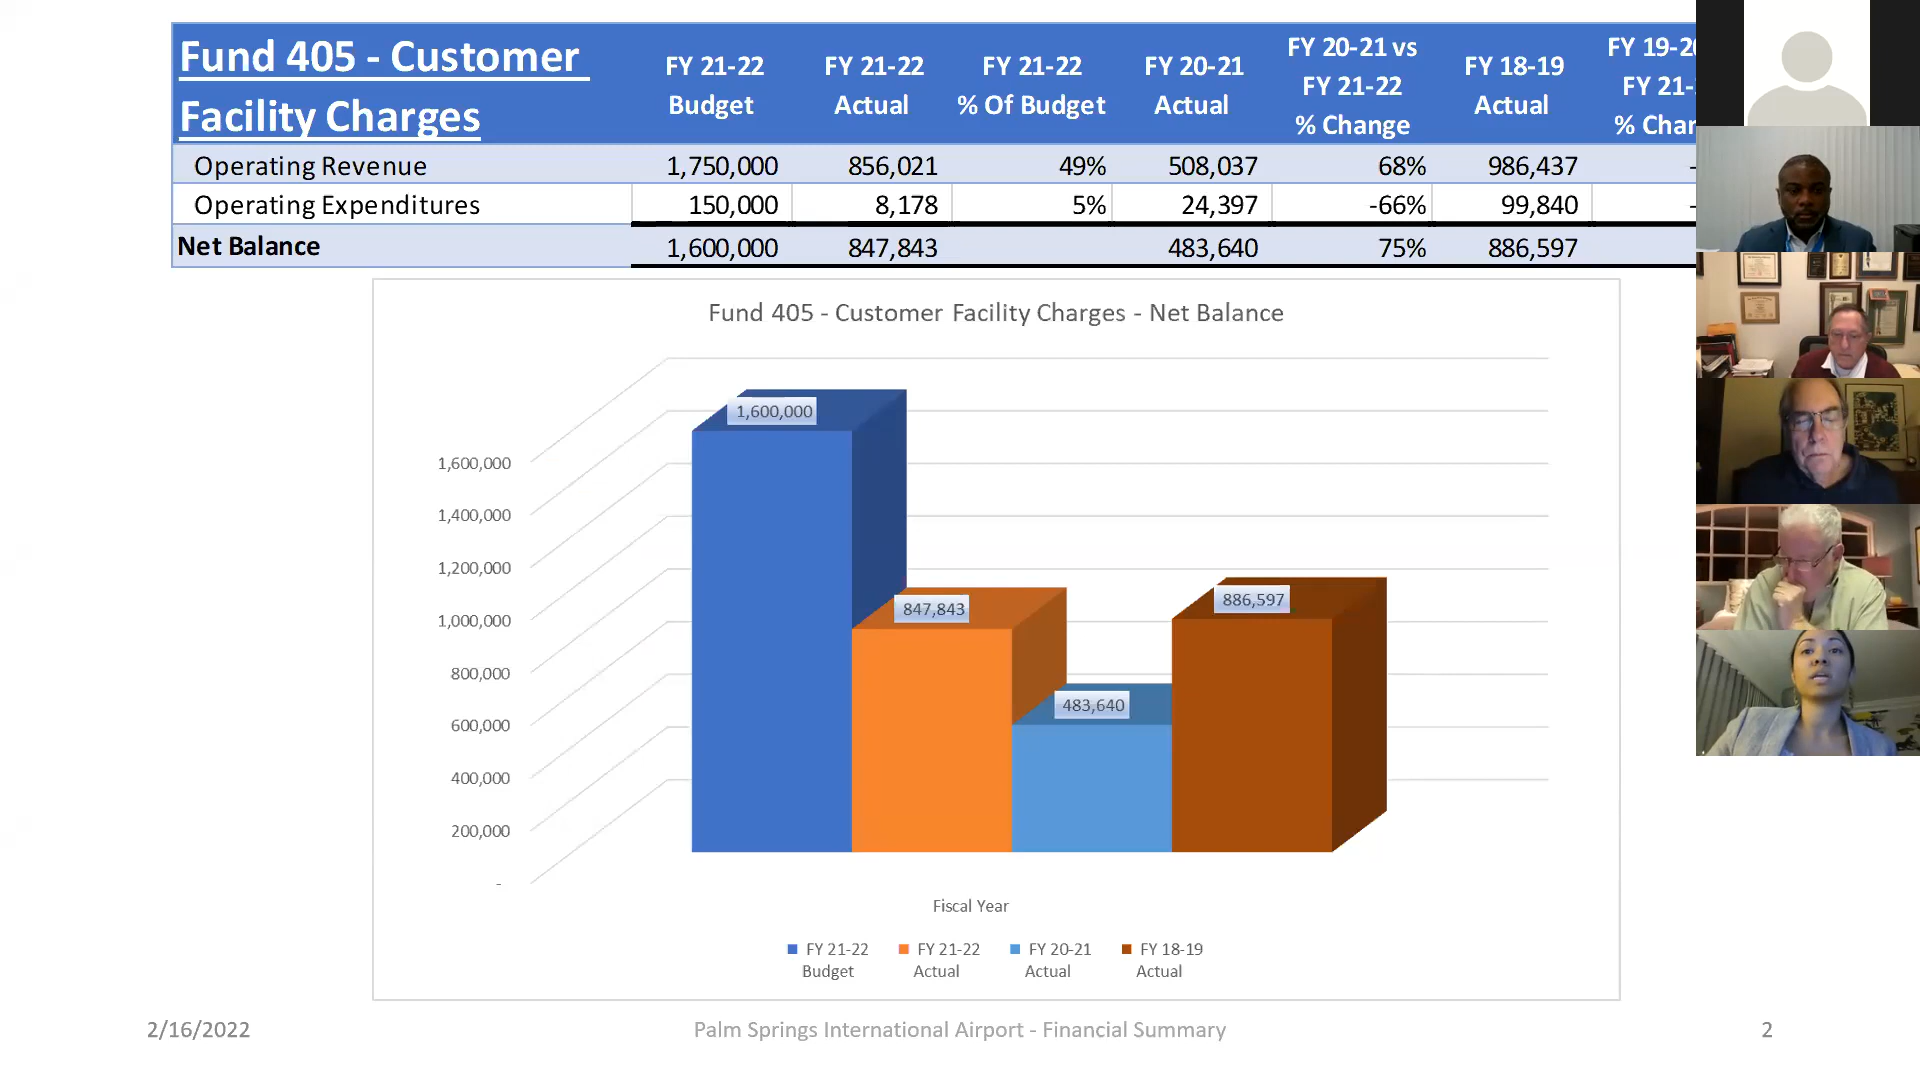 Fund 405 - Customer
Facility Charges
FY 21-22
Budget
FY 21-22
Actual
FY 21-22
% Of Budget
FY 20-21
Actual
FY 20-21 vs
FY 21-22
% Change
FY 18-19
Actual
FY 19-20
FY 21-
% Char
Operating Revenue 1,750,000 856,021 49% 508,037 68% 986,437 -
Operating Expenditures 150,000 8,178 5% 24,397 -66% 99,840 -
Net Balance 1,600,000 847,843 483,640 75% 886,597
Fund 405 - Customer Facility Charges - Net Balance
1,600,000
847,843
483,640
886,597
1,600,000
1,400,000
1,200,000
1,000,000
800,000
600,000
400,000
200,000
-
Fiscal Year
FY 21-22
Budget
FY 21-22
Actual
FY 20-21
Actual
FY 18-19
Actual
2/16/2022
Palm Springs International Airport - Financial Summary
2